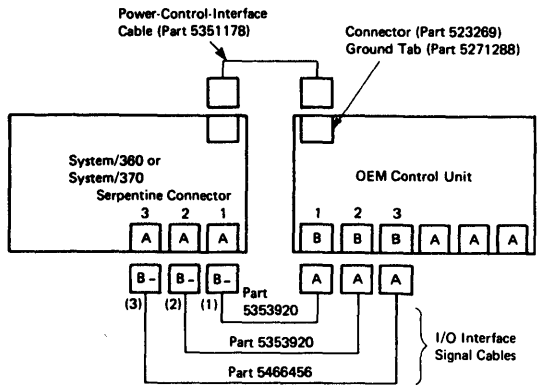 Power-Control-Interface
Cable (Part 5351178)
Connector (Part 523269)
Ground Tab (Part 5271288)
System/360 or
System/370
Serpentine Connector
OEM Control Unit
3 2 1
A A A
1 2 3
B B B A A A
B- B- B-
(3) (2) (1)
A A A
Part
5353920
Part 5353920
Part 5466456
I/O Interface
Signal Cables